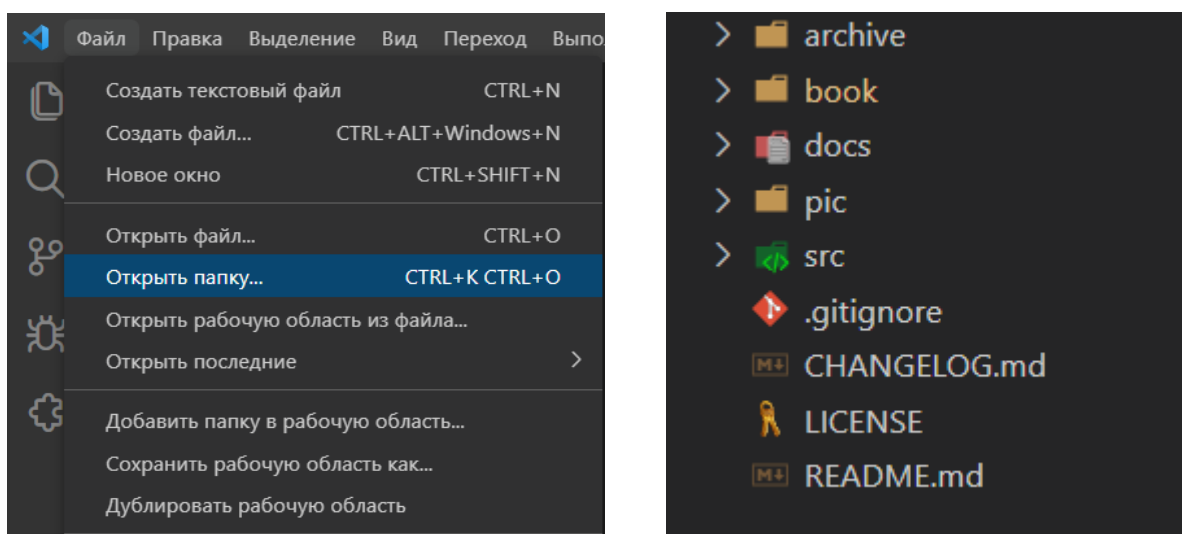 Файл Правка Выделение Вид Переход
Создать текстовый файл CTRL+N
Создать файл... CTRL+ALT+Windows+N
Новое окно CTRL+SHIFT+N
Открыть файл... CTRL+O
Открыть папку... CTRL+K CTRL+O
Открыть рабочую область из файла...
Открыть последние
Добавить папку в рабочую область...
Сохранить рабочую область как...
Дублировать рабочую область
archive
book
docs
pic
src
.gitignore
CHANGELOG.md
LICENSE
README.md